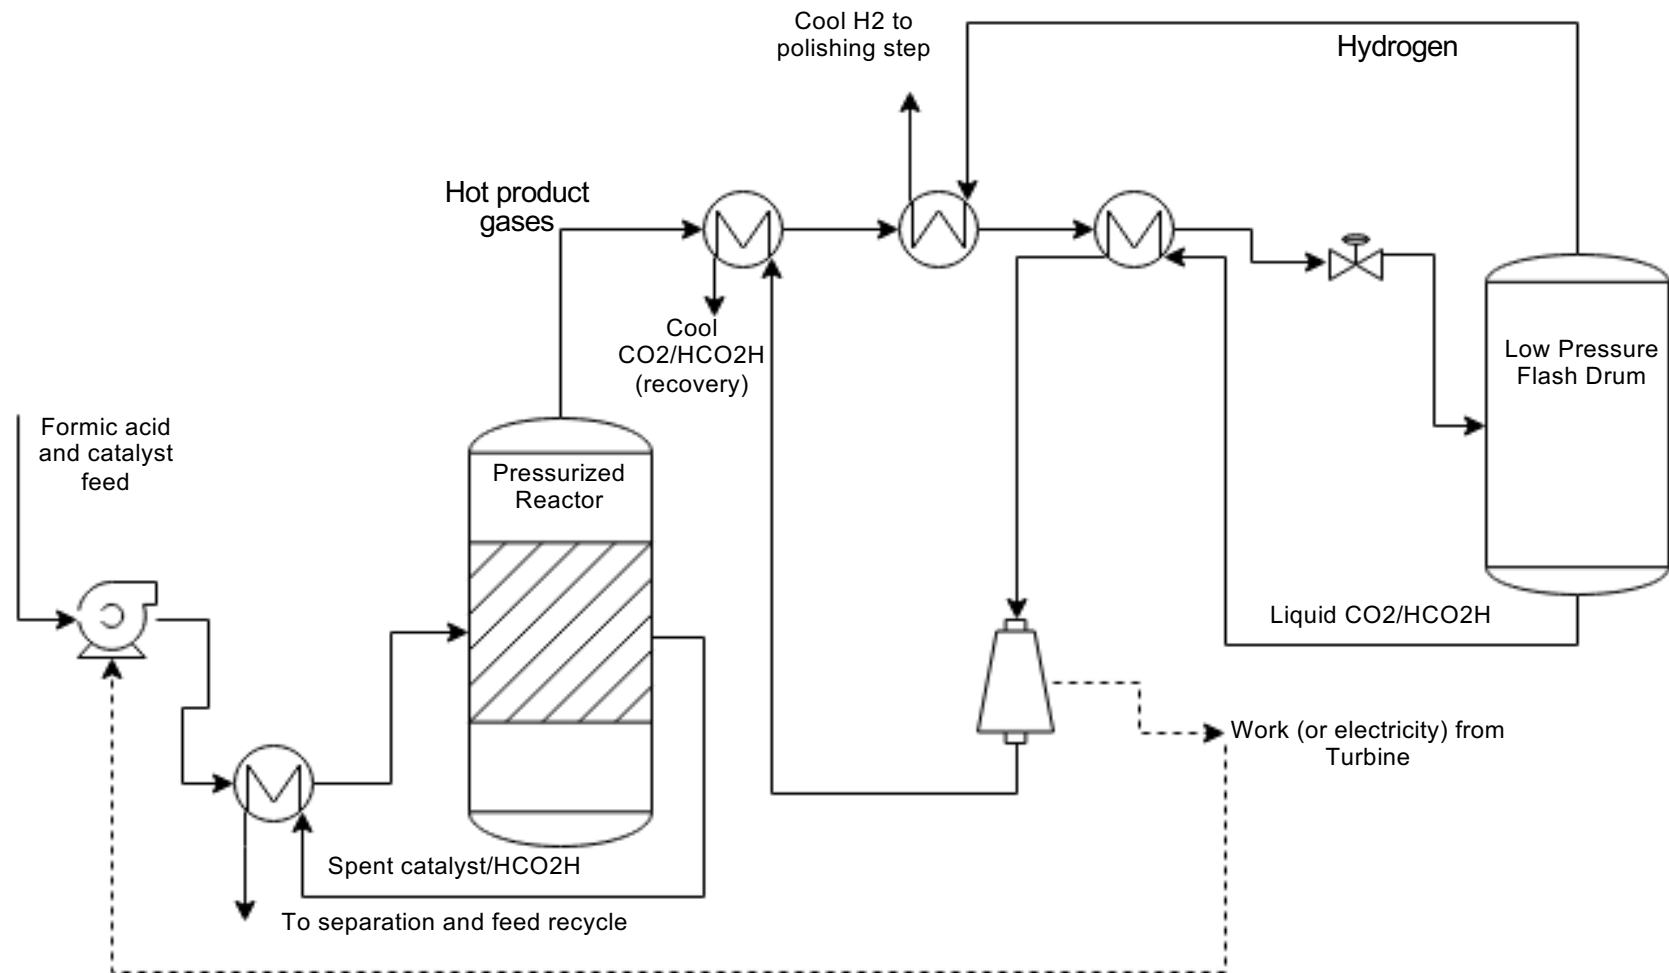 Cool H2 to
polishing step
Hydrogen
Hot product
gases
Cool
CO2/HCO2H
(recovery)
Low Pressure
Flash Drum
Formic acid
and catalyst
feed
Pressurized
Reactor
Liquid CO2/HCO2H
Work (or electricity) from
Turbine
Spent catalyst/HCO2H
To separation and feed recycle